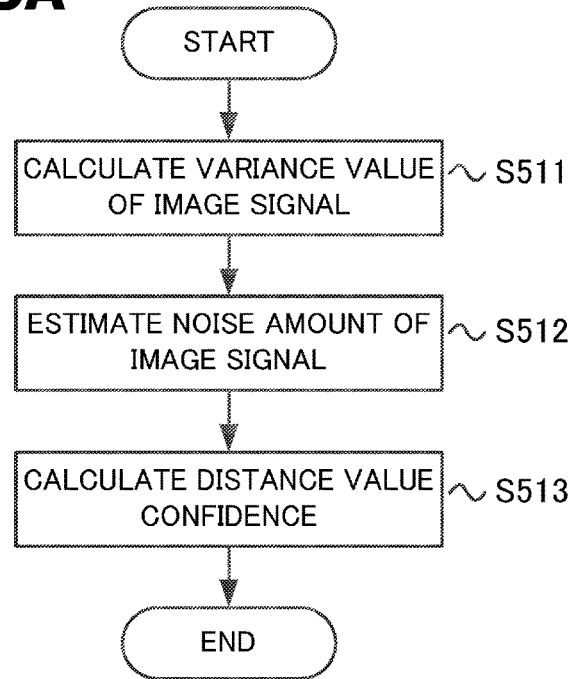 START
CALCULATE VARIANCE VALUE
OF IMAGE SIGNAL
S511
ESTIMATE NOISE AMOUNT OF
IMAGE SIGNAL
S512
CALCULATE DISTANCE VALUE
CONFIDENCE
S513
END